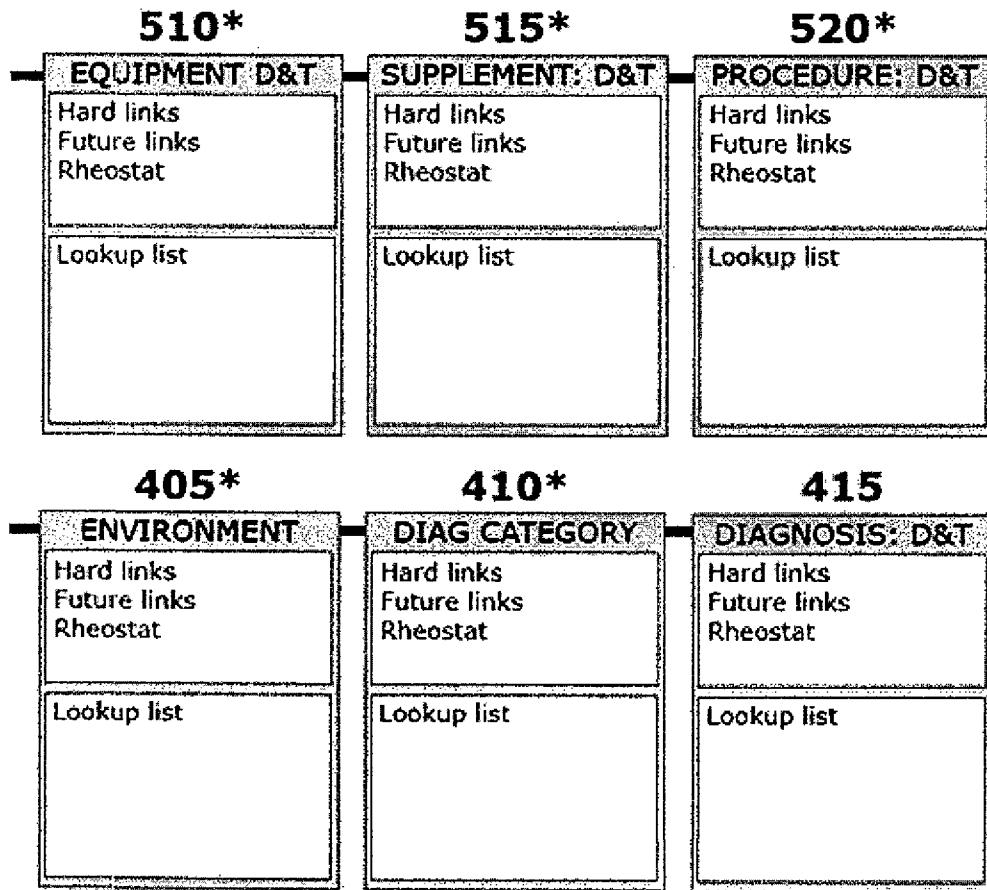 510*
515*
520*
EQUIPMENT D&T
SUPPLEMENT: D&T
PROCEDURE: D&T
Hard links
Future links
Rheostat
Lookup list
Hard links
Future links
Rheostat
Lookup list
Hard links
Future links
Rheostat
Lookup list
405*
410*
415
ENVIRONMENT
DIAG CATEGORY
DIAGNOSIS: D&T
Hard links
Future links
Rheostat
Lookup list
Hard links
Future links
Rheostat
Lookup list
Hard links
Future links
Rheostat
Lookup list